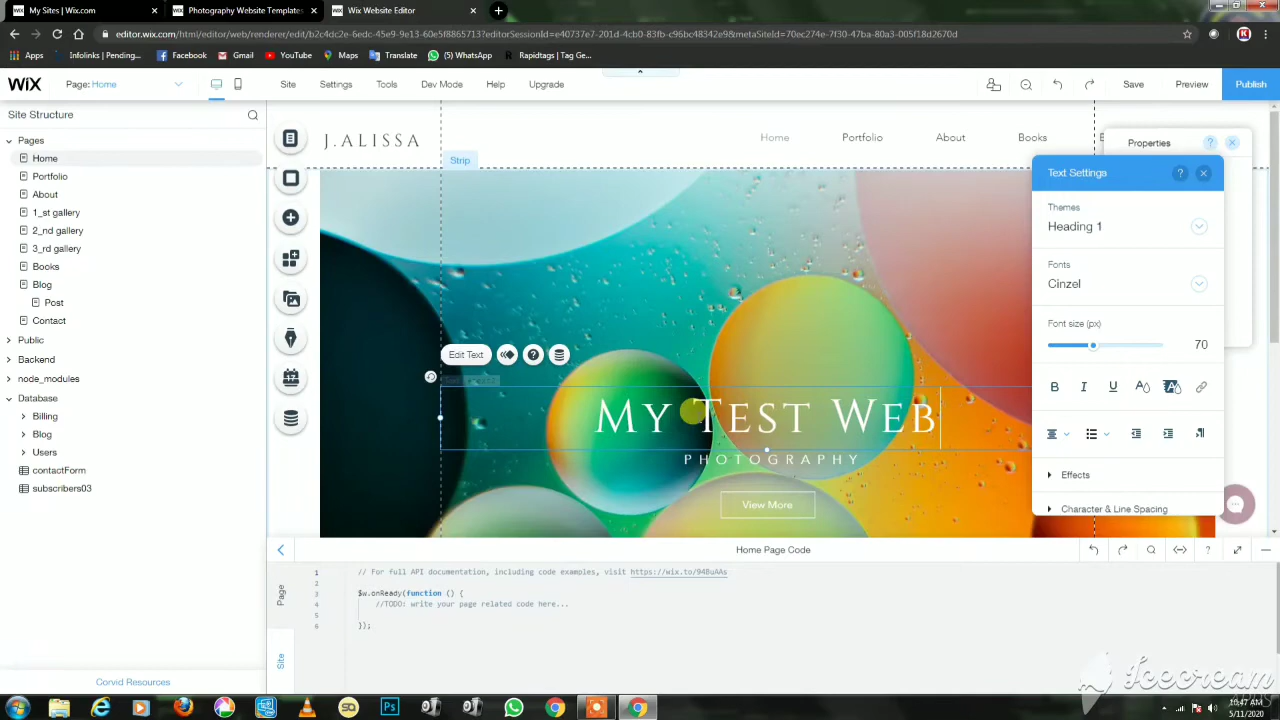 My Sites | Wix.com
Photography Website Templates
Wix Website Editor
editor.wix.com/html/editor/web/renderer/edit/b2c4dc2e-6edc-45e9-9e13-60e5f8865713?editorSessionId=e40737e7-201d-4cb0-83fb-c96bc48342e9&metaSiteId=70ec274e-7f30-47ba-80a3-005f18d2670d
Apps
Infolinks | Pending...
Facebook
Gmail
YouTube
Maps
Translate
(5) WhatsApp
Rapidtags | Tag Ge...
WiX
Page: Home
Site
Settings
Tools
Dev Mode
Help
Upgrade
Save
Preview
Publish
Site Structure
Pages
Home
Portfolio
About
1_st gallery
2_nd gallery
3_rd gallery
Books
Blog
Post
Contact
Public
Backend
node_modules
Database
Billing
Blog
Users
contactForm
subscribers03
Corvid Resources
J.ALISSA
Home
Portfolio
About
Books
Strip
Edit Text
My Test Web
PHOTOGRAPHY
View More
Properties
Text Settings
Themes
Heading 1
Fonts
Cinzel
Font size (px)
70
Effects
Character & Line Spacing
Home Page Code
Page
Site
1 // For full API documentation, including code examples, visit https://wix.to/94BuAAs
2
3 $w.onReady(function () {
4 //TODO: write your page related code here...
5
6 });
Icecream
10:47 AM
5/11/2020